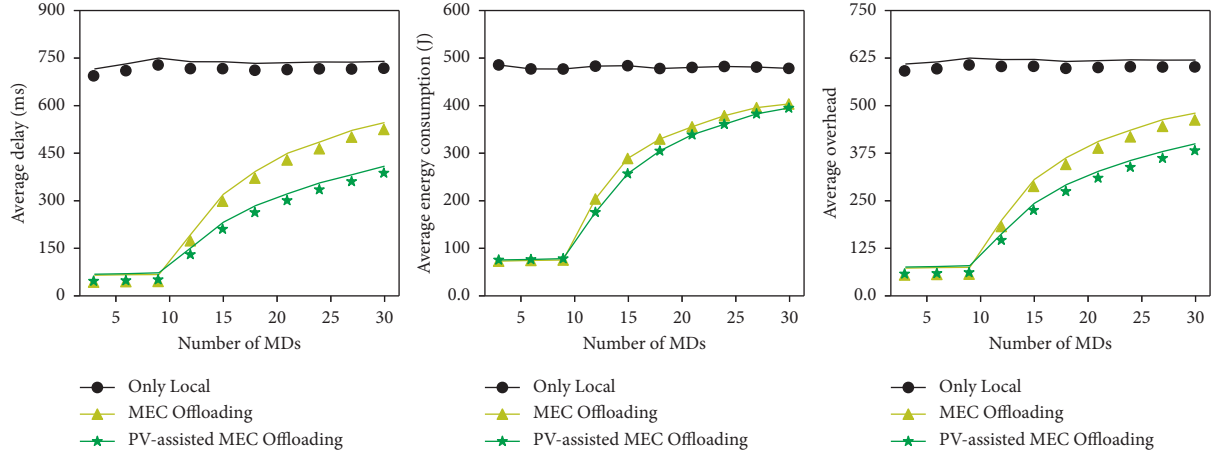 Average delay (ms)
900
750
600
450
300
150
0
5 10 15 20 25 30
Number of MDs
Only Local
MEC Offloading
PV-assisted MEC Offloading
Average energy consumption (J)
600
500
400
300
200
100
0.0
5 10 15 20 25 30
Number of MDs
Only Local
MEC Offloading
PV-assisted MEC Offloading
Average overhead
750
625
500
375
250
125
0.0
5 10 15 20 25 30
Number of MDs
Only Local
MEC Offloading
PV-assisted MEC Offloading